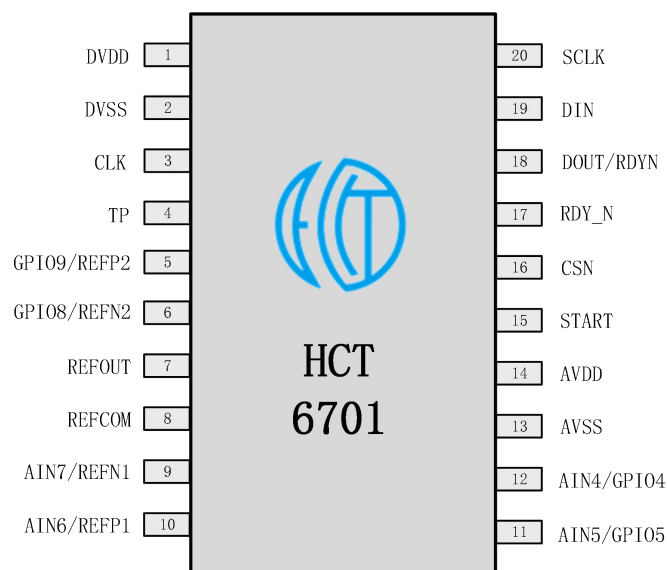 DVDD 1
DVSS 2
CLK 3
TP 4
GPIO9/REFP2 5
GPIO8/REFN2 6
REFOUT 7
REFCOM 8
AIN7/REFN1 9
AIN6/REFP1 10
HCT
6701
20 SCLK
19 DIN
18 DOUT/RDYN
17 RDY_N
16 CSN
15 START
14 AVDD
13 AVSS
12 AIN4/GPIO4
11 AIN5/GPIO5